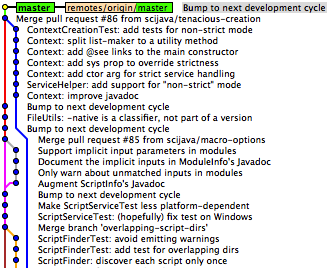 master remotes/origin/master Bump to next development cycle
Merge pull request #86 from scijava/tenacious-creation
ContextCreationTest: add tests for non-strict mode
Context: split list-maker to a utility method
Context: add @see links to the main constructor
Context: add sys prop to override strictness
Context: add ctor arg for strict service handling
ServiceHelper: add support for "non-strict" mode
Context: improve javadoc
Bump to next development cycle
FileUtils: -native is a classifier, not part of a version
Bump to next development cycle
Merge pull request #85 from scijava/macro-options
Support implicit input parameters in modules
Document the implicit inputs in ModuleInfo's Javadoc
Only warn about unmatched inputs in modules
Augment ScriptInfo's Javadoc
Bump to next development cycle
Make ScriptServiceTest less platform-dependent
ScriptServiceTest: (hopefully) fix test on Windows
Merge branch 'overlapping-script-dirs'
ScriptFinderTest: avoid emitting warnings
ScriptFinderTest: add test for overlapping dirs
ScriptFinder: discover each script only once